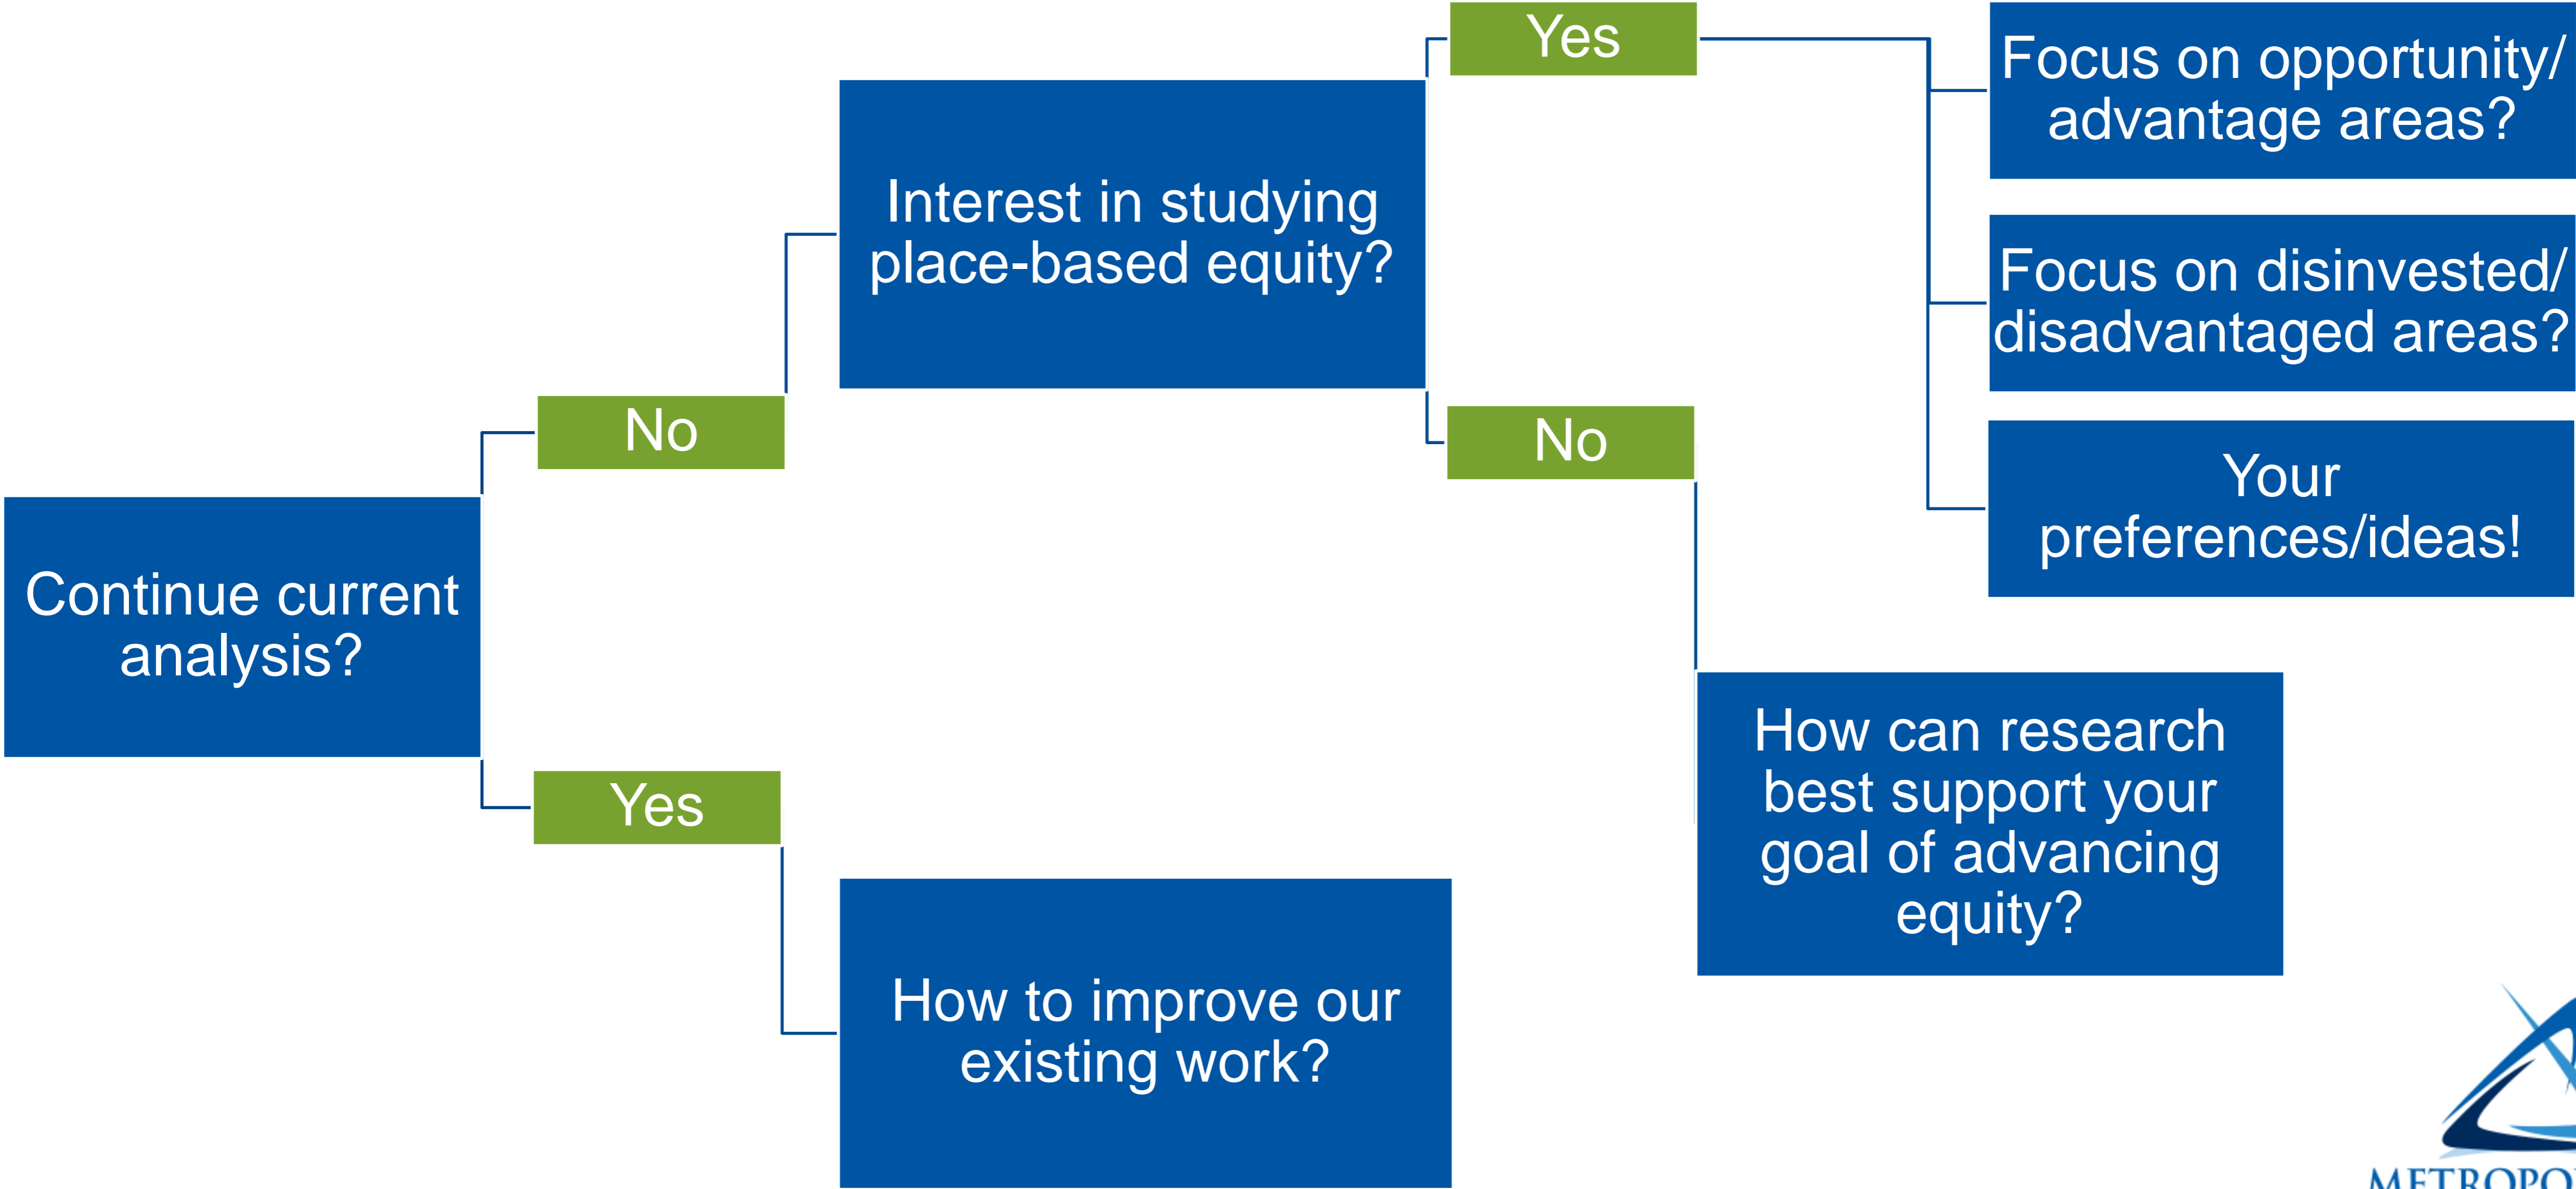 Continue current
analysis?
No
Yes
Interest in studying
place-based equity?
How to improve our
existing work?
Yes
No
Focus on opportunity/
advantage areas?
Focus on disinvested/
disadvantaged areas?
Your
preferences/ideas!
How can research
best support your
goal of advancing
equity?